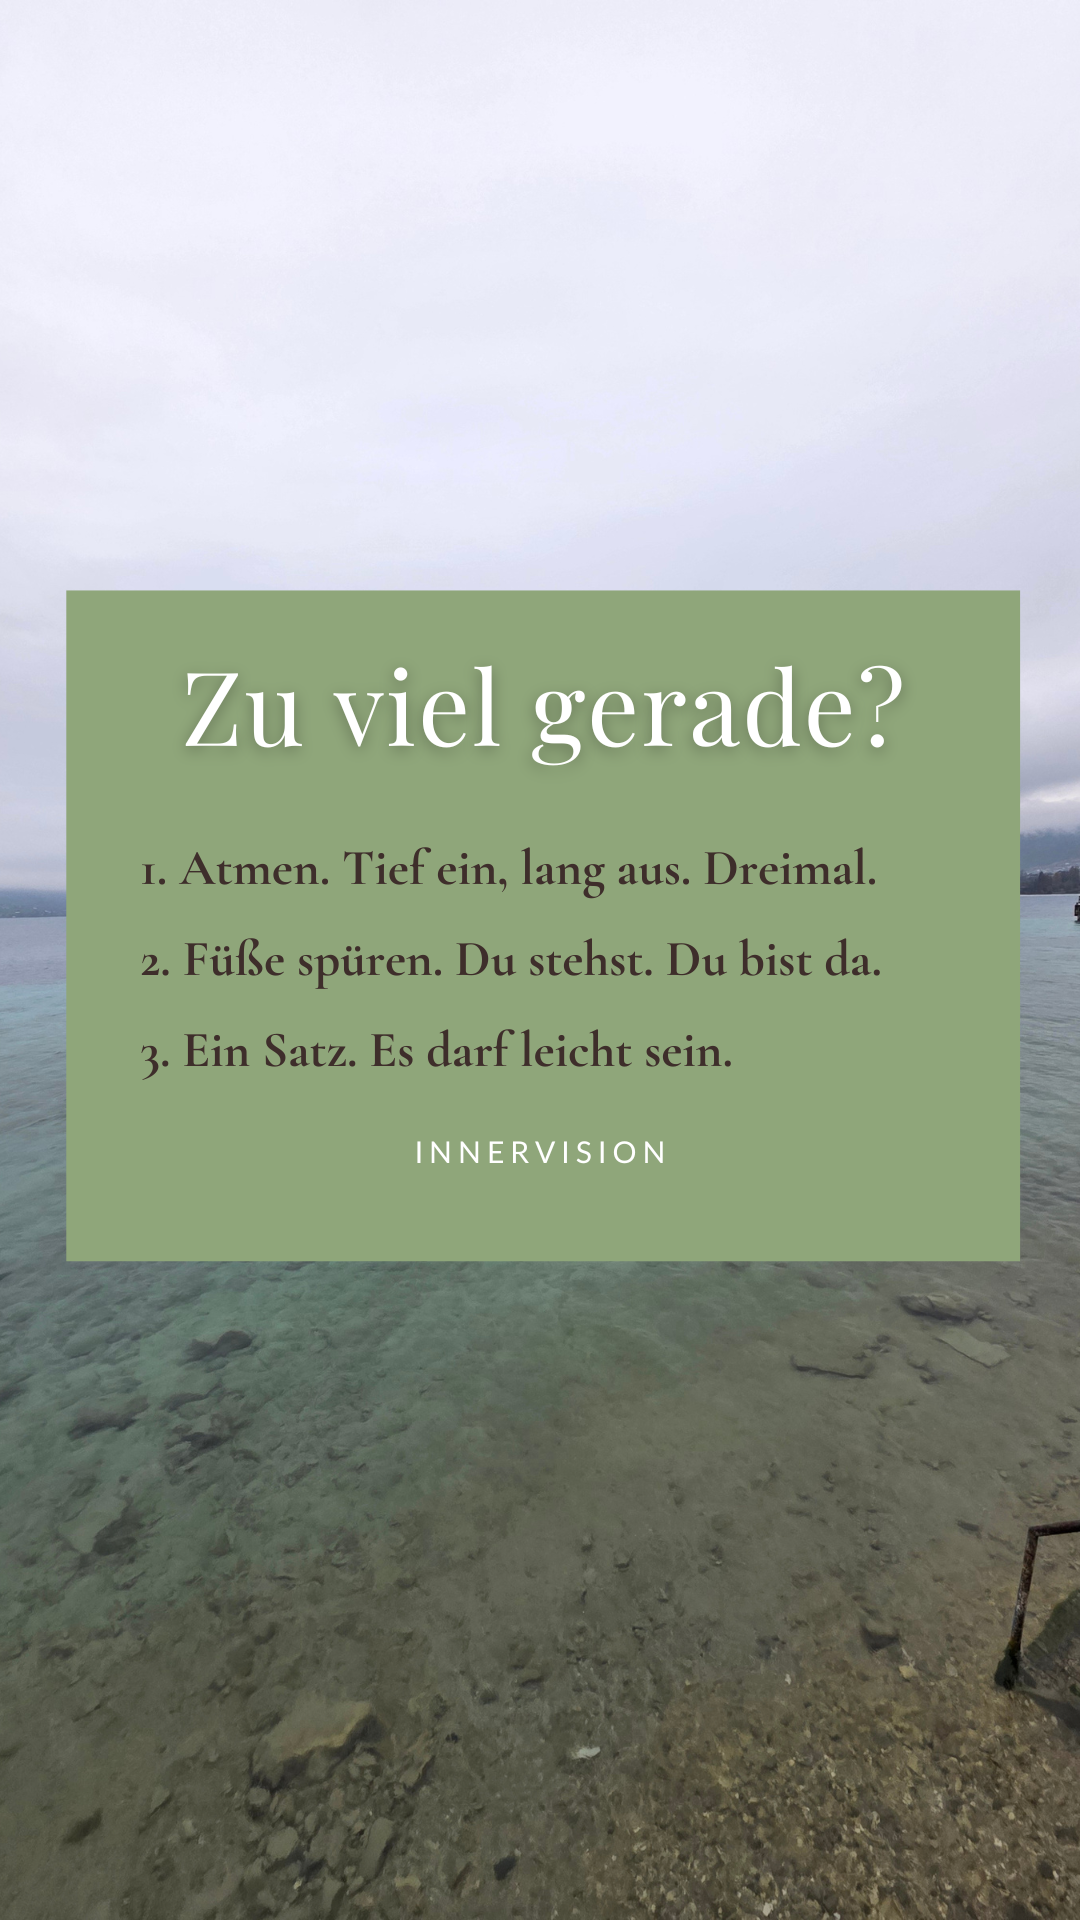 Zu viel gerade?
1. Atmen. Tief ein, lang aus. Dreimal.
2. Füße spüren. Du stehst. Du bist da.
3. Ein Satz. Es darf leicht sein.
INNERVISION